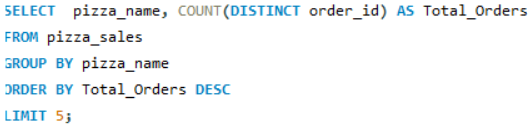 SELECT pizza_name, COUNT(DISTINCT order_id) AS Total_Orders
FROM pizza_sales
GROUP BY pizza_name
ORDER BY Total_Orders DESC
LIMIT 5;